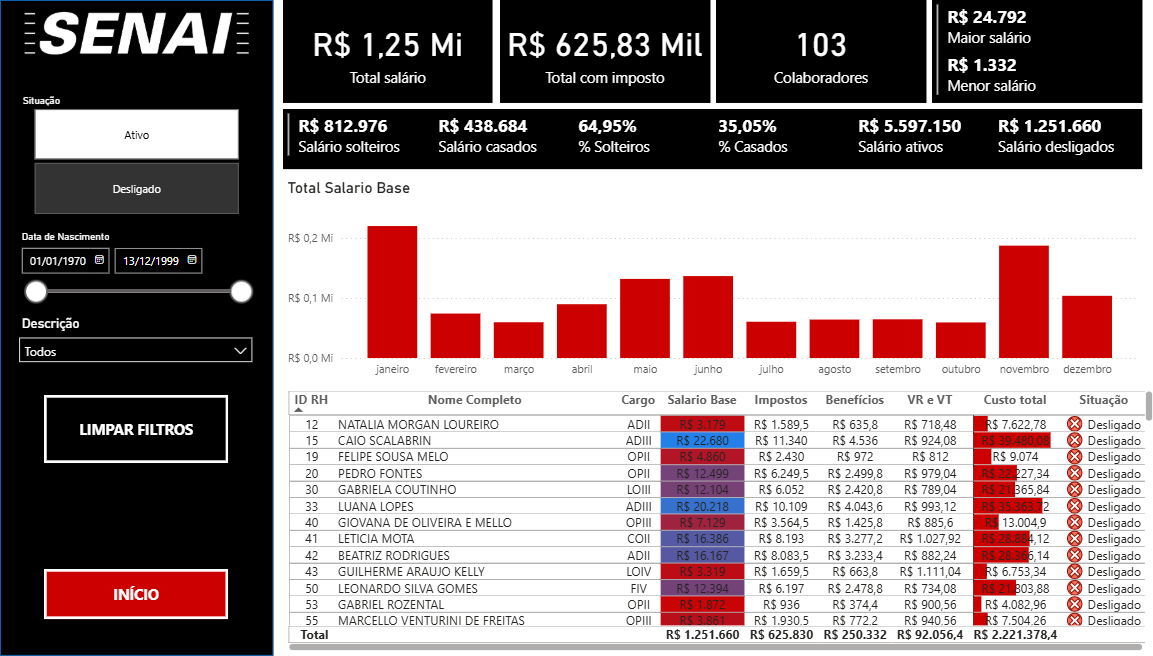 SENAI
Situação
Ativo
Desligado
Data de Nascimento
01/01/1970 13/12/1999
Descrição
Todos
LIMPAR FILTROS
INÍCIO
R$ 1,25 Mi
Total salário
R$ 625,83 Mil
Total com imposto
103
Colaboradores
R$ 24.792
Maior salário
R$ 1.332
Menor salário
R$ 812.976 R$ 438.684 64,95% 35,05% R$ 5.597.150 R$ 1.251.660
Salário solteiros Salário casados % Solteiros % Casados Salário ativos Salário desligados
Total Salario Base
R$ 0,2 Mi
R$ 0,1 Mi
R$ 0,0 Mi
janeiro fevereiro março abril maio junho julho agosto setembro outubro novembro dezembro
ID RH Nome Completo Cargo Salario Base Impostos Benefícios VR e VT Custo total Situação
12 NATALIA MORGAN LOUREIRO ADII R$ 3.179 R$ 1.589,5 R$ 635,8 R$ 718,48 R$ 7.622,78 Desligado
15 CAIO SCALABRIN ADIII R$ 22.680 R$ 11.340 R$ 4.536 R$ 924,08 R$ 39.480,08 Desligado
19 FELIPE SOUSA MELO OPII R$ 4.860 R$ 2.430 R$ 972 R$ 812 R$ 9.074 Desligado
20 PEDRO FONTES OPII R$ 12.499 R$ 6.249,5 R$ 2.499,8 R$ 979,04 R$ 22.227,34 Desligado
30 GABRIELA COUTINHO LOIII R$ 12.104 R$ 6.052 R$ 2.420,8 R$ 789,04 R$ 21.365,84 Desligado
33 LUANA LOPES ADIII R$ 20.218 R$ 10.109 R$ 4.043,6 R$ 993,12 R$ 35.363,72 Desligado
40 GIOVANA DE OLIVEIRA E MELLO OPIII R$ 7.129 R$ 3.564,5 R$ 1.425,8 R$ 885,6 R$ 13.004,9 Desligado
41 LETICIA MOTA COII R$ 16.386 R$ 8.193 R$ 3.277,2 R$ 1.027,92 R$ 28.884,12 Desligado
42 BEATRIZ RODRIGUES ADII R$ 16.167 R$ 8.083,5 R$ 3.233,4 R$ 882,24 R$ 28.366,14 Desligado
43 GUILHERME ARAUJO KELLY LOIV R$ 3.319 R$ 1.659,5 R$ 663,8 R$ 1.111,04 R$ 6.753,34 Desligado
50 LEONARDO SILVA GOMES FIV R$ 12.394 R$ 6.197 R$ 2.478,8 R$ 734,08 R$ 21.803,88 Desligado
53 GABRIEL ROZENTAL OPII R$ 1.872 R$ 936 R$ 374,4 R$ 900,56 R$ 4.082,96 Desligado
55 MARCELLO VENTURINI DE FREITAS OPIII R$ 3.861 R$ 1.930,5 R$ 772,2 R$ 940,56 R$ 7.504,26 Desligado
Total R$ 1.251.660 R$ 625.830 R$ 250.332 R$ 92.056,4 R$ 2.221.378,4